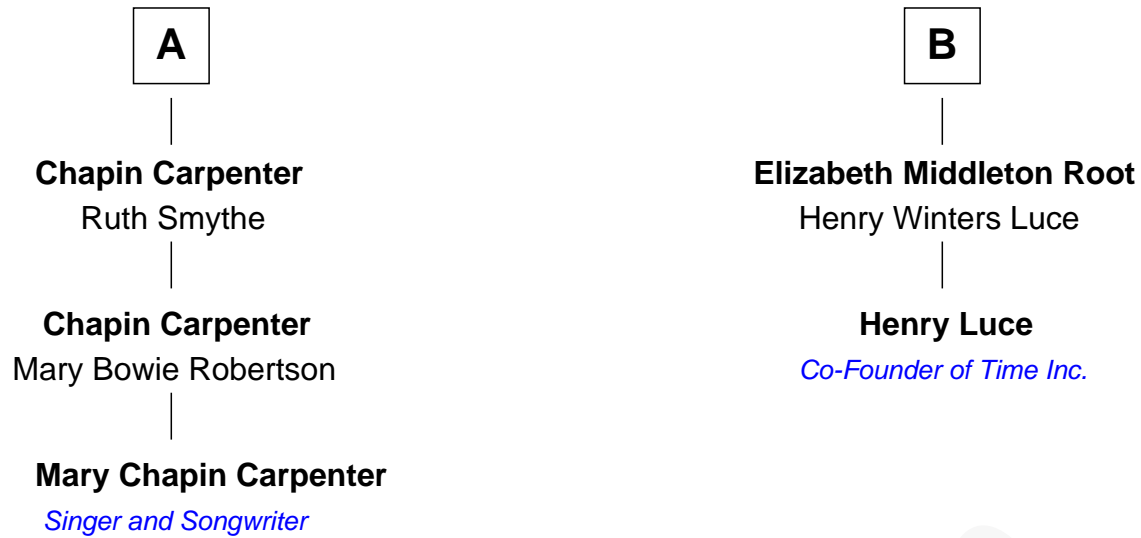 A
Chapin Carpenter
Ruth Smythe
Chapin Carpenter
Mary Bowie Robertson
Mary Chapin Carpenter
Singer and Songwriter
B
Elizabeth Middleton Root
Henry Winters Luce
Henry Luce
Co-Founder of Time Inc.